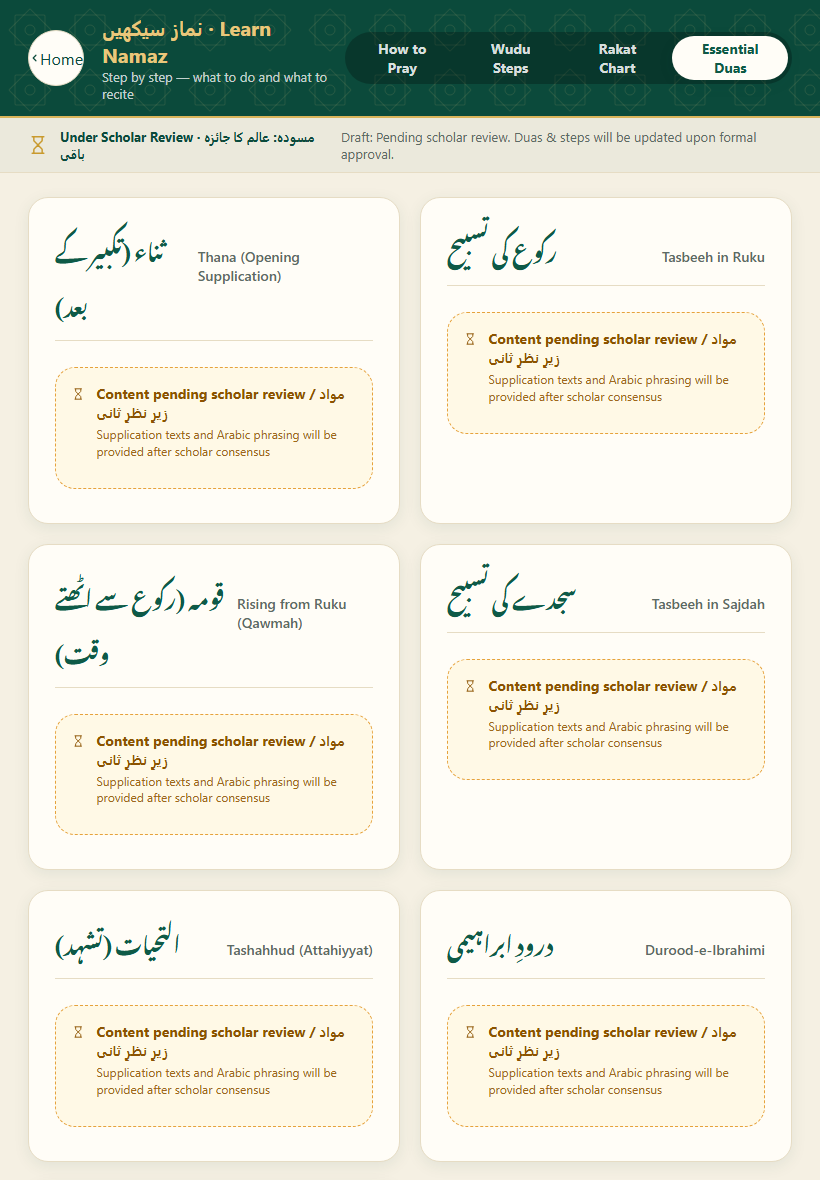 ‹ Home
نماز سیکھیں · Learn
Namaz
Step by step — what to do and what to
recite
How to
Pray
Wudu
Steps
Rakat
Chart
Essential
Duas
Under Scholar Review · مسودہ: عالم کا جائزہ
باقی
Draft: Pending scholar review. Duas & steps will be updated upon formal
approval.
ثناء (تکبیر کے
بعد)
Thana (Opening
Supplication)
Content pending scholar review / مواد
زیرِ نظرِ ثانی
Supplication texts and Arabic phrasing will be
provided after scholar consensus
رکوع کی تسبیح
Tasbeeh in Ruku
Content pending scholar review / مواد
زیرِ نظرِ ثانی
Supplication texts and Arabic phrasing will be
provided after scholar consensus
قومہ (رکوع سے اٹھتے
وقت)
Rising from Ruku
(Qawmah)
Content pending scholar review / مواد
زیرِ نظرِ ثانی
Supplication texts and Arabic phrasing will be
provided after scholar consensus
سجدے کی تسبیح
Tasbeeh in Sajdah
Content pending scholar review / مواد
زیرِ نظرِ ثانی
Supplication texts and Arabic phrasing will be
provided after scholar consensus
التحیات (تشہد)
Tashahhud (Attahiyyat)
Content pending scholar review / مواد
زیرِ نظرِ ثانی
Supplication texts and Arabic phrasing will be
provided after scholar consensus
درودِ ابراہیمی
Durood-e-Ibrahimi
Content pending scholar review / مواد
زیرِ نظرِ ثانی
Supplication texts and Arabic phrasing will be
provided after scholar consensus